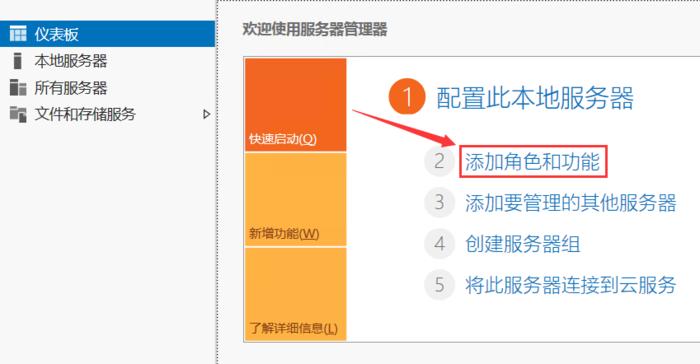 仪表板
本地服务器
所有服务器
文件和存储服务
欢迎使用服务器管理器
快速启动(Q)
新增功能(W)
了解详细信息(L)
1 配置此本地服务器
2 添加角色和功能
3 添加要管理的其他服务器
4 创建服务器组
5 将此服务器连接到云服务